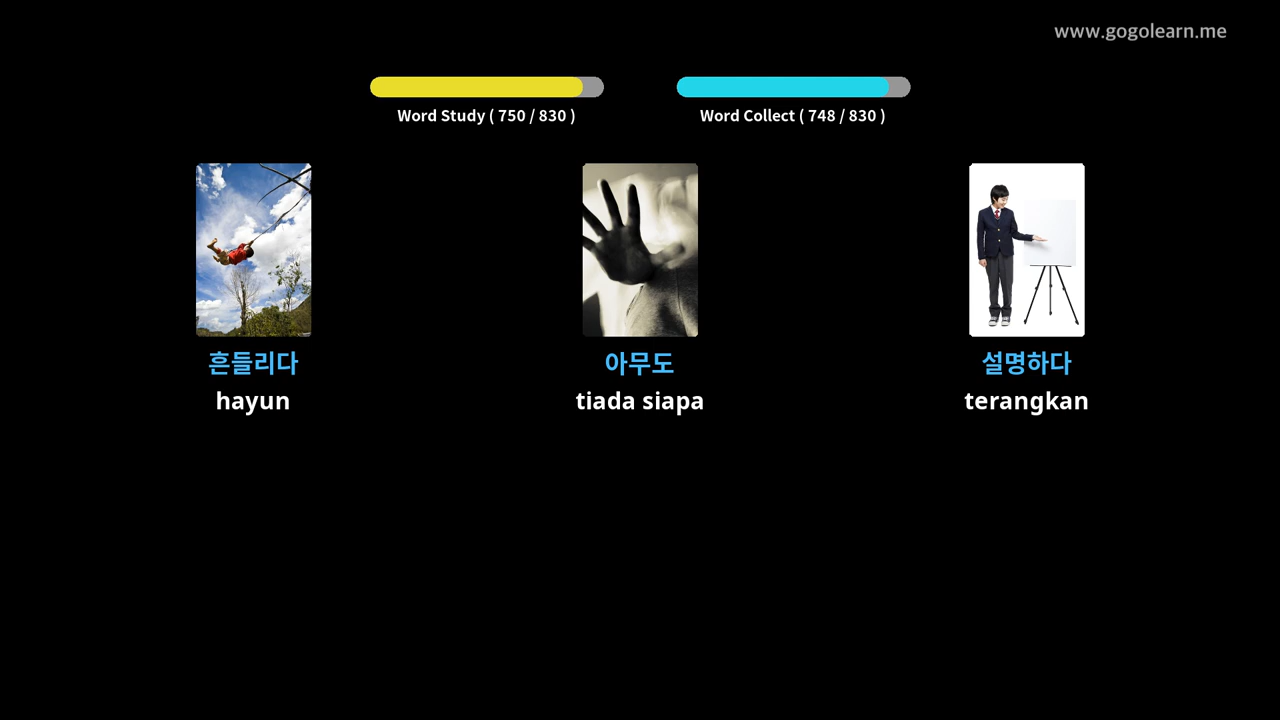 www.gogolearn.me
Word Study ( 750 / 830 )
Word Collect ( 748 / 830 )
흔들리다
hayun
아무도
tiada siapa
설명하다
terangkan